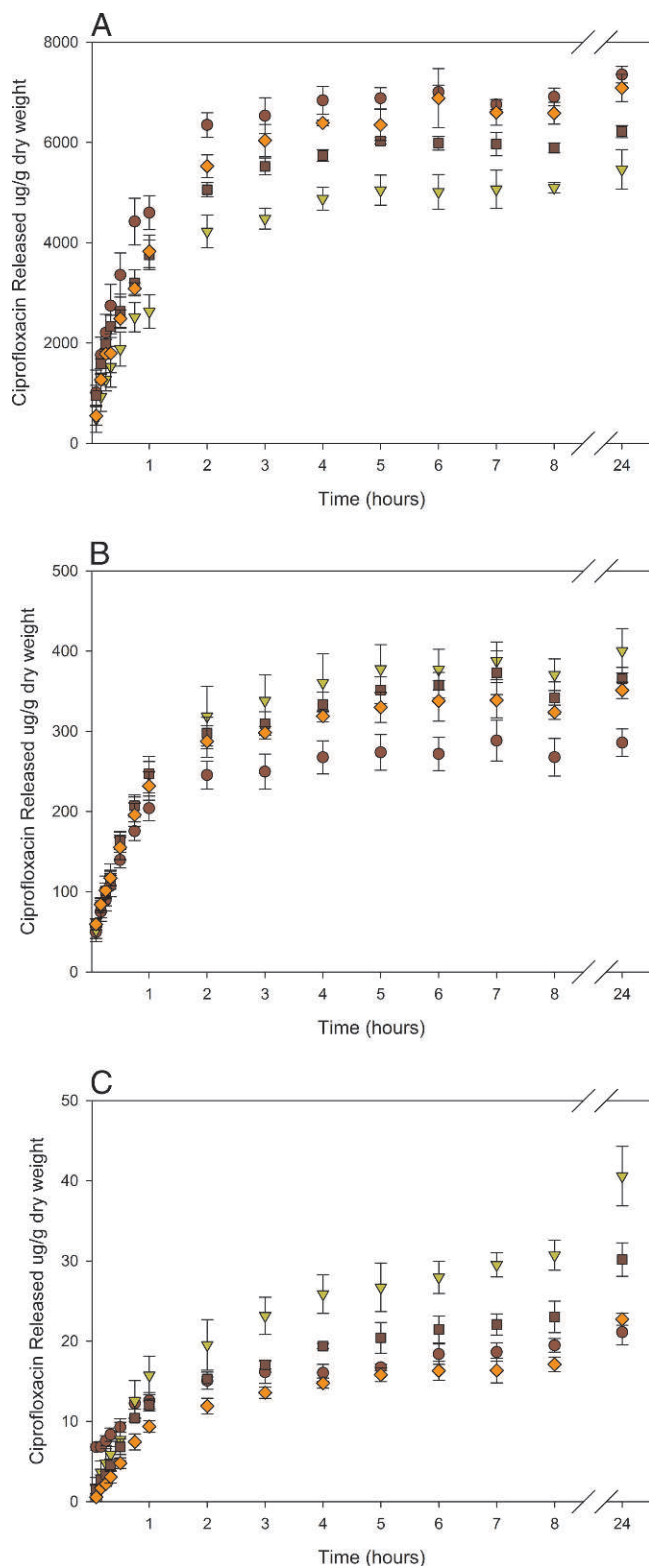 A
8000
6000
4000
2000
0
Ciprofloxacin Released ug/g dry weight
1 2 3 4 5 6 7 8 24
Time (hours)
B
500
400
300
200
100
0
Ciprofloxacin Released ug/g dry weight
1 2 3 4 5 6 7 8 24
Time (hours)
C
50
40
30
20
10
0
Ciprofloxacin Released ug/g dry weight
1 2 3 4 5 6 7 8 24
Time (hours)